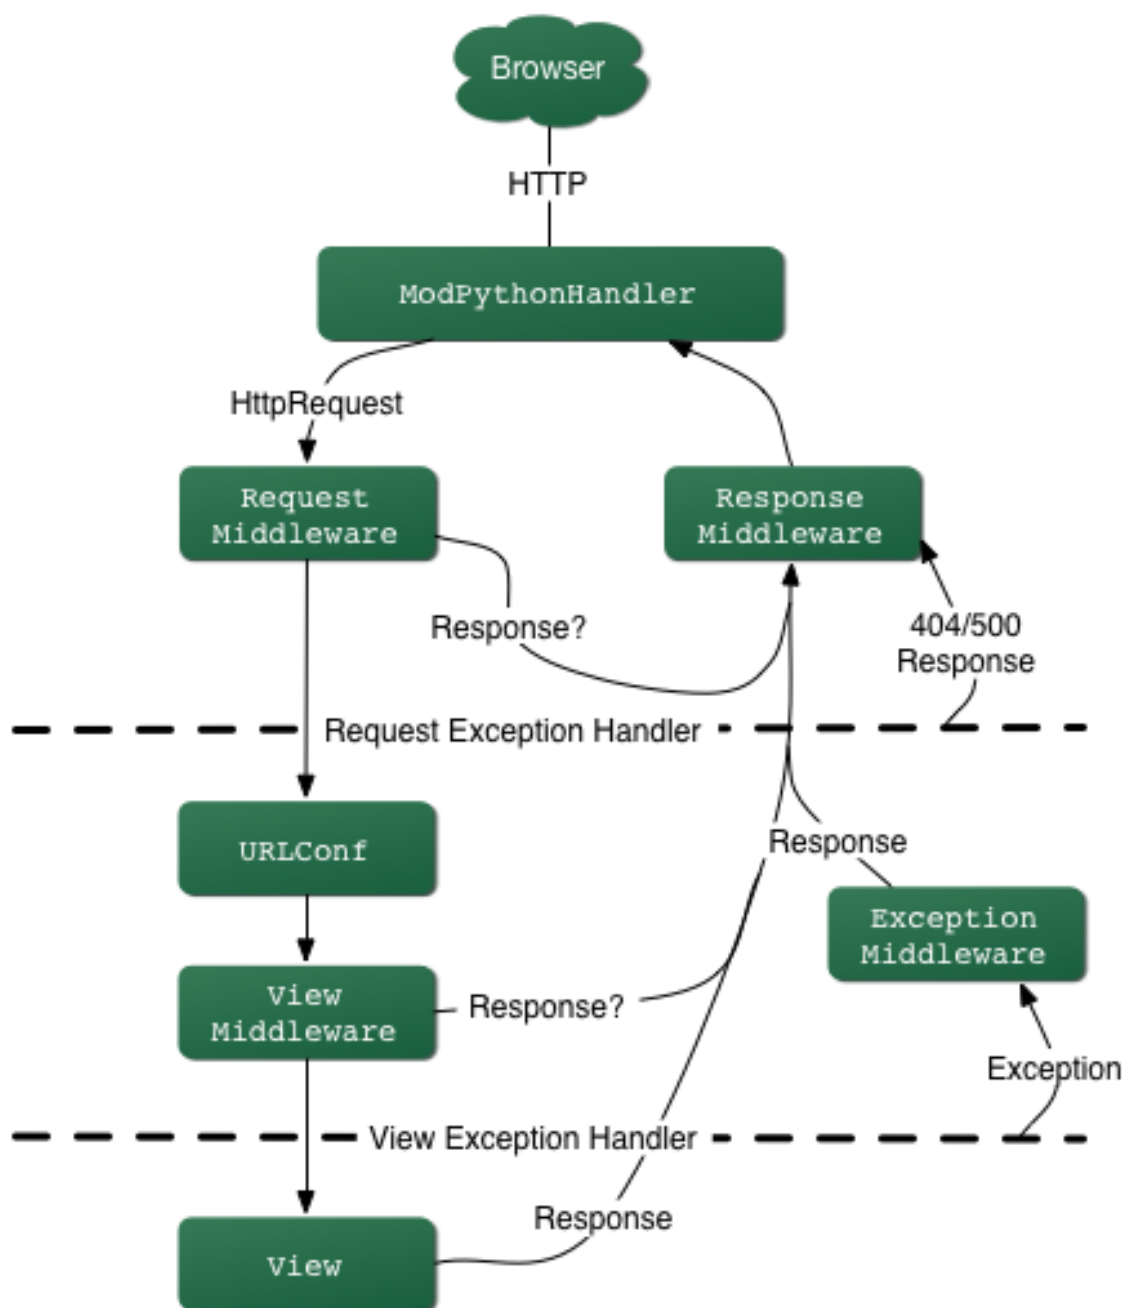 Browser
HTTP
ModPythonHandler
HttpRequest
Request
Middleware
Response
Middleware
Response?
404/500
Response
Request Exception Handler
URLConf
Response
Exception
Middleware
View
Middleware
Response?
Exception
View Exception Handler
Response
View